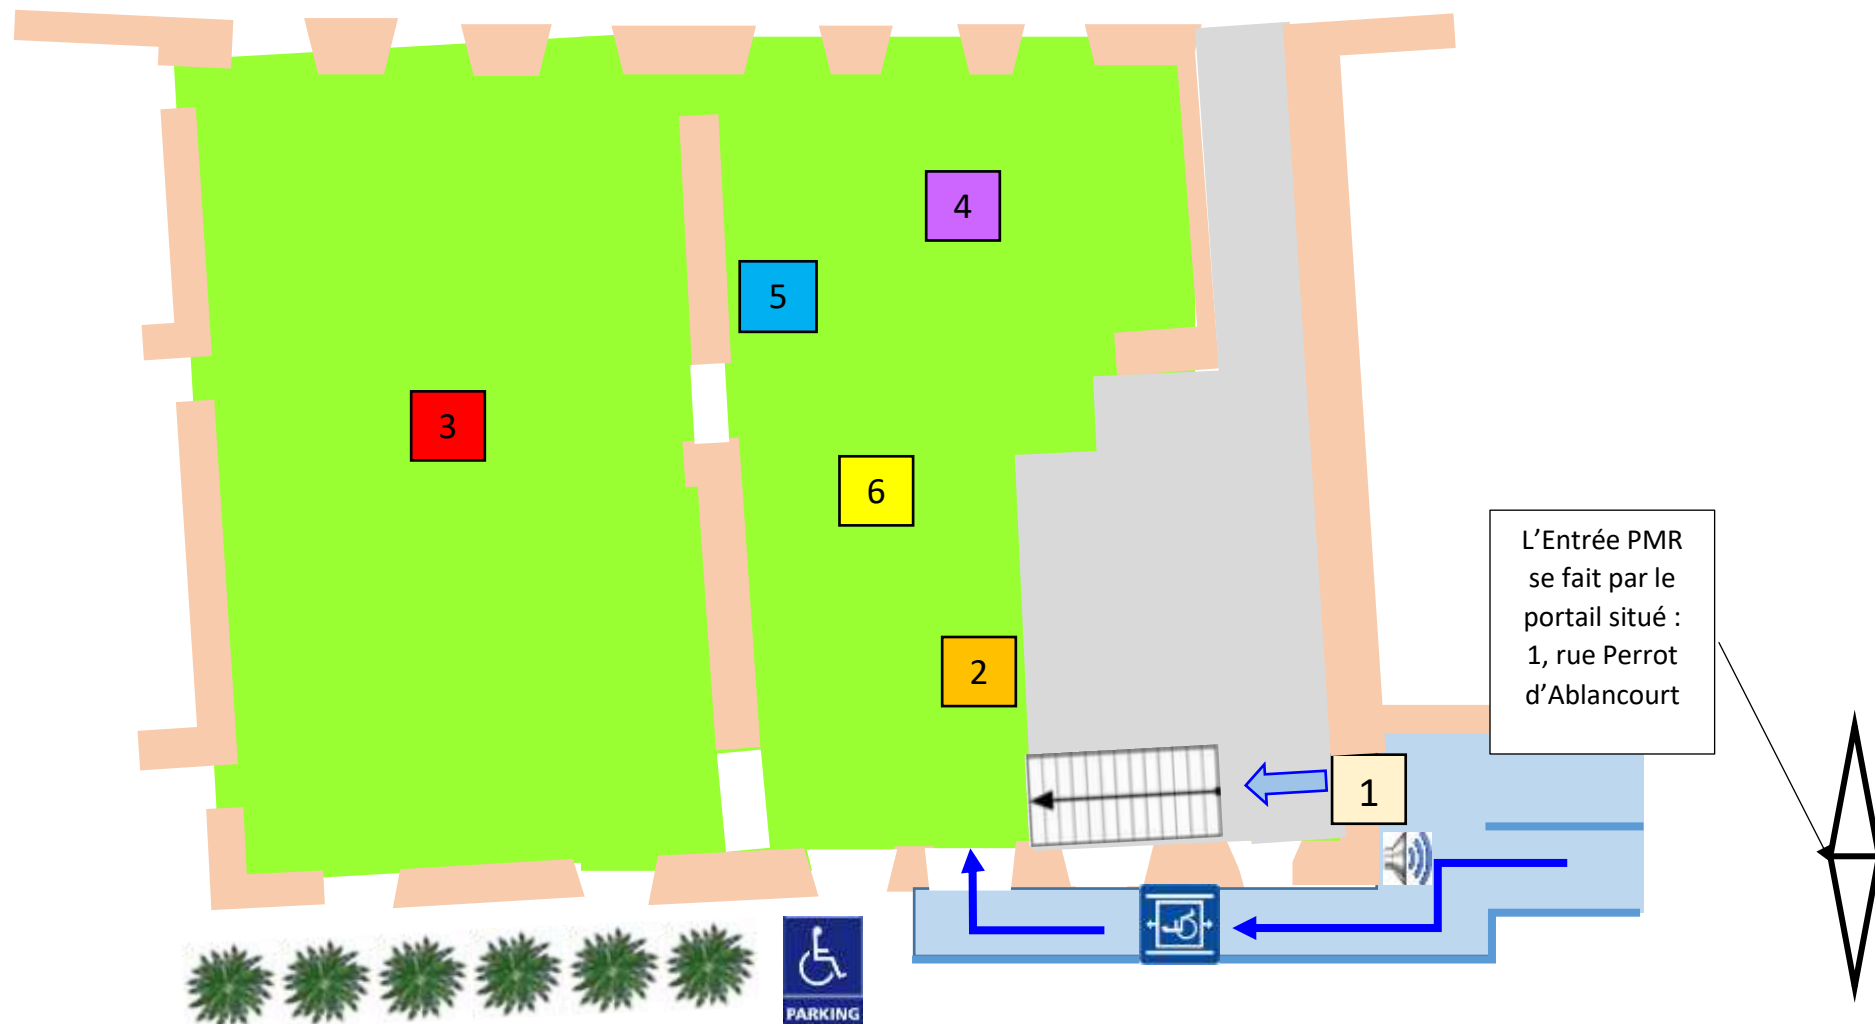 4
5
3
6
L’Entrée PMR
se fait par le
portail situé :
1, rue Perrot
d’Ablancourt
2
1
PARKING